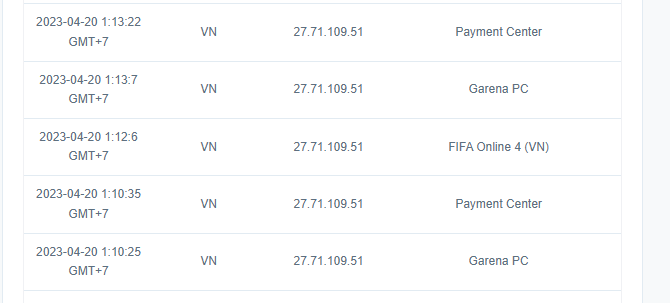 2023-04-20 1:13:22
GMT+7
VN
27.71.109.51
Payment Center
2023-04-20 1:13:7
GMT+7
VN
27.71.109.51
Garena PC
2023-04-20 1:12:6
GMT+7
VN
27.71.109.51
FIFA Online 4 (VN)
2023-04-20 1:10:35
GMT+7
VN
27.71.109.51
Payment Center
2023-04-20 1:10:25
GMT+7
VN
27.71.109.51
Garena PC